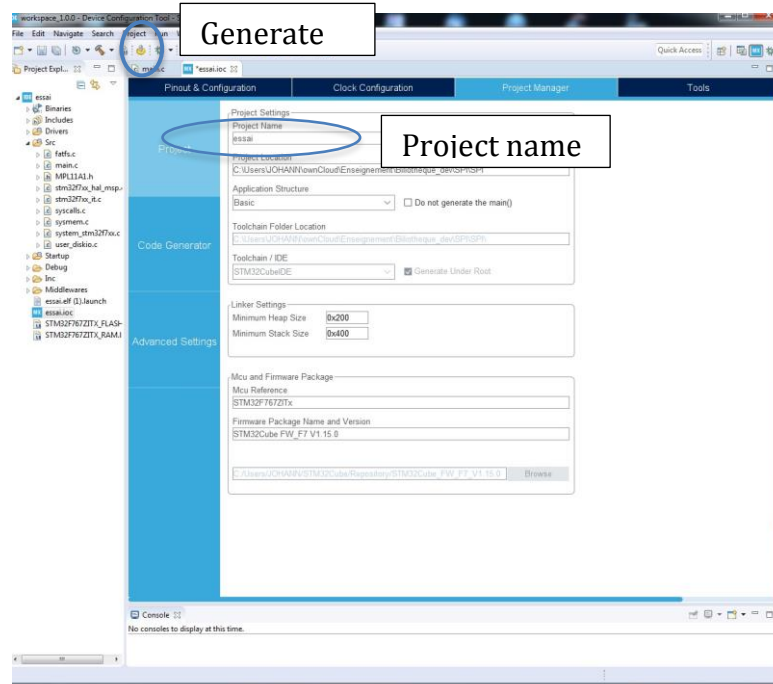 workspace_1.0.0 - Device Configuration Tool - S
File Edit Navigate Search Project Run
Generate
Quick Access
Project Expl...
main.c
*essai.ioc
Pinout & Configuration
Clock Configuration
Project Manager
Tools
essai
Binaries
Includes
Drivers
Src
fatfs.c
main.c
MPL11A1.h
stm32f7xx_hal_msp.
stm32f7xx_it.c
syscalls.c
sysmem.c
system_stm32f7xx.c
user_diskio.c
Startup
Debug
Inc
Middlewares
essai.elf (1).launch
essai.ioc
STM32F767ZITX_FLASH
STM32F767ZITX_RAM.l
Project
Code Generator
Advanced Settings
Project Settings
Project Name
essai
Project name
Project Location
C:\Users\JOHANN\ownCloud\Enseignement\Bibliotheque_dev\SPI\SPI
Application Structure
Basic
Do not generate the main()
Toolchain Folder Location
C:\Users\JOHANN\ownCloud\Enseignement\Bibliotheque_dev\SPI\SPI\
Toolchain / IDE
STM32CubeIDE
Generate Under Root
Linker Settings
Minimum Heap Size 0x200
Minimum Stack Size 0x400
Mcu and Firmware Package
Mcu Reference
STM32F767ZITx
Firmware Package Name and Version
STM32Cube FW_F7 V1.15.0
C:/Users/JOHANN/STM32Cube/Repository/STM32Cube_FW_F7_V1.15.0
Browse
Console
No consoles to display at this time.